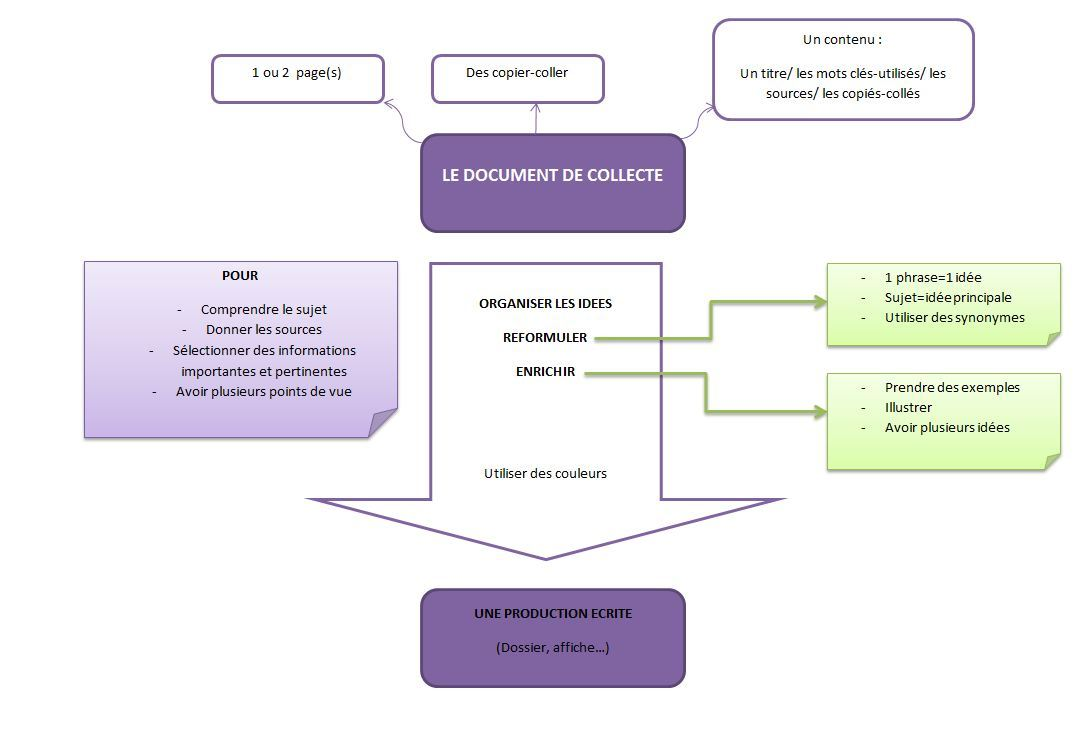 1 ou 2 page(s)
Des copier-coller
Un contenu :
Un titre/ les mots clés-utilisés/ les
sources/ les copiés-collés
LE DOCUMENT DE COLLECTE
POUR
- Comprendre le sujet
- Donner les sources
- Sélectionner des informations
importantes et pertinentes
- Avoir plusieurs points de vue
ORGANISER LES IDEES
REFORMULER
ENRICHIR
Utiliser des couleurs
- 1 phrase=1 idée
- Sujet=idée principale
- Utiliser des synonymes
- Prendre des exemples
- Illustrer
- Avoir plusieurs idées
UNE PRODUCTION ECRITE
(Dossier, affiche...)